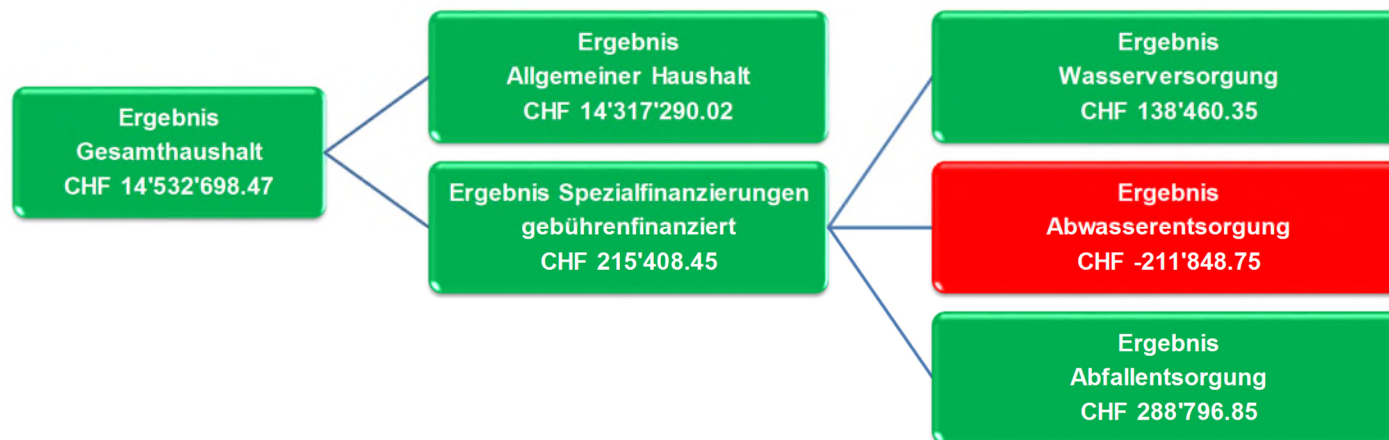 Ergebnis
Gesamthaushalt
CHF 14'532'698.47
Ergebnis
Allgemeiner Haushalt
CHF 14'317'290.02
Ergebnis Spezialfinanzierungen
gebührenfinanziert
CHF 215'408.45
Ergebnis
Wasserversorgung
CHF 138'460.35
Ergebnis
Abwasserentsorgung
CHF -211'848.75
Ergebnis
Abfallentsorgung
CHF 288'796.85